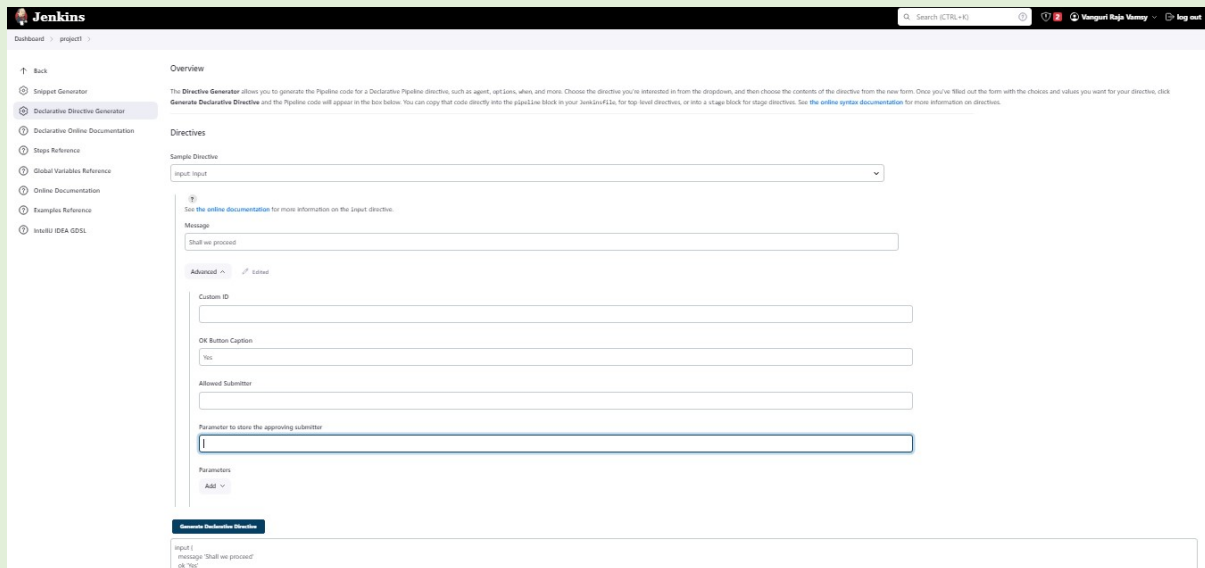 Jenkins
Search (CTRL+K)
2
Vanguri Raja Vamsy
log out
Dashboard > project1 >
Back
Snippet Generator
Declarative Directive Generator
Declarative Online Documentation
Steps Reference
Global Variables Reference
Online Documentation
Examples Reference
IntelliJ IDEA GDSL
Overview
The Directive Generator allows you to generate the Pipeline code for a Declarative Pipeline directive, such as agent, options, when, and more. Choose the directive you're interested in from the dropdown, and then choose the contents of the directive from the new form. Once you've filled out the form with the choices and values you want for your directive, click
Generate Declarative Directive and the Pipeline code will appear in the box below. You can copy that code directly into the pipeline block in your Jenkinsfile, for top level directives, or into a stage block for stage directives. See the online syntax documentation for more information on directives.
Directives
Sample Directive
input: Input
?
See the online documentation for more information on the input directive.
Message
Shall we proceed
Advanced
Edited
Custom ID
OK Button Caption
Yes
Allowed Submitter
Parameter to store the approving submitter
Parameters
Add
Generate Declarative Directive
input {
message 'Shall we proceed'
ok 'Yes'